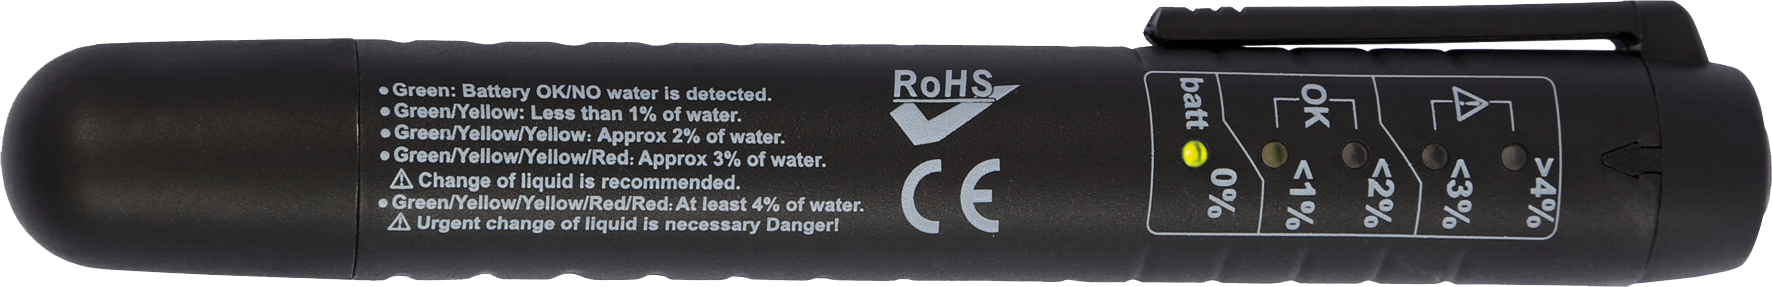 •Green: Battery OK/NO water is detected.
•Green/Yellow: Less than 1% of water.
•Green/Yellow/Yellow: Approx 2% of water.
•Green/Yellow/Yellow/Red: Approx 3% of water.
⚠ Change of liquid is recommended.
•Green/Yellow/Yellow/Red/Red: At least 4% of water.
⚠ Urgent change of liquid is necessary Danger!
RoHS
CE
batt
OK
0%
<1%
<2%
<3%
>4%